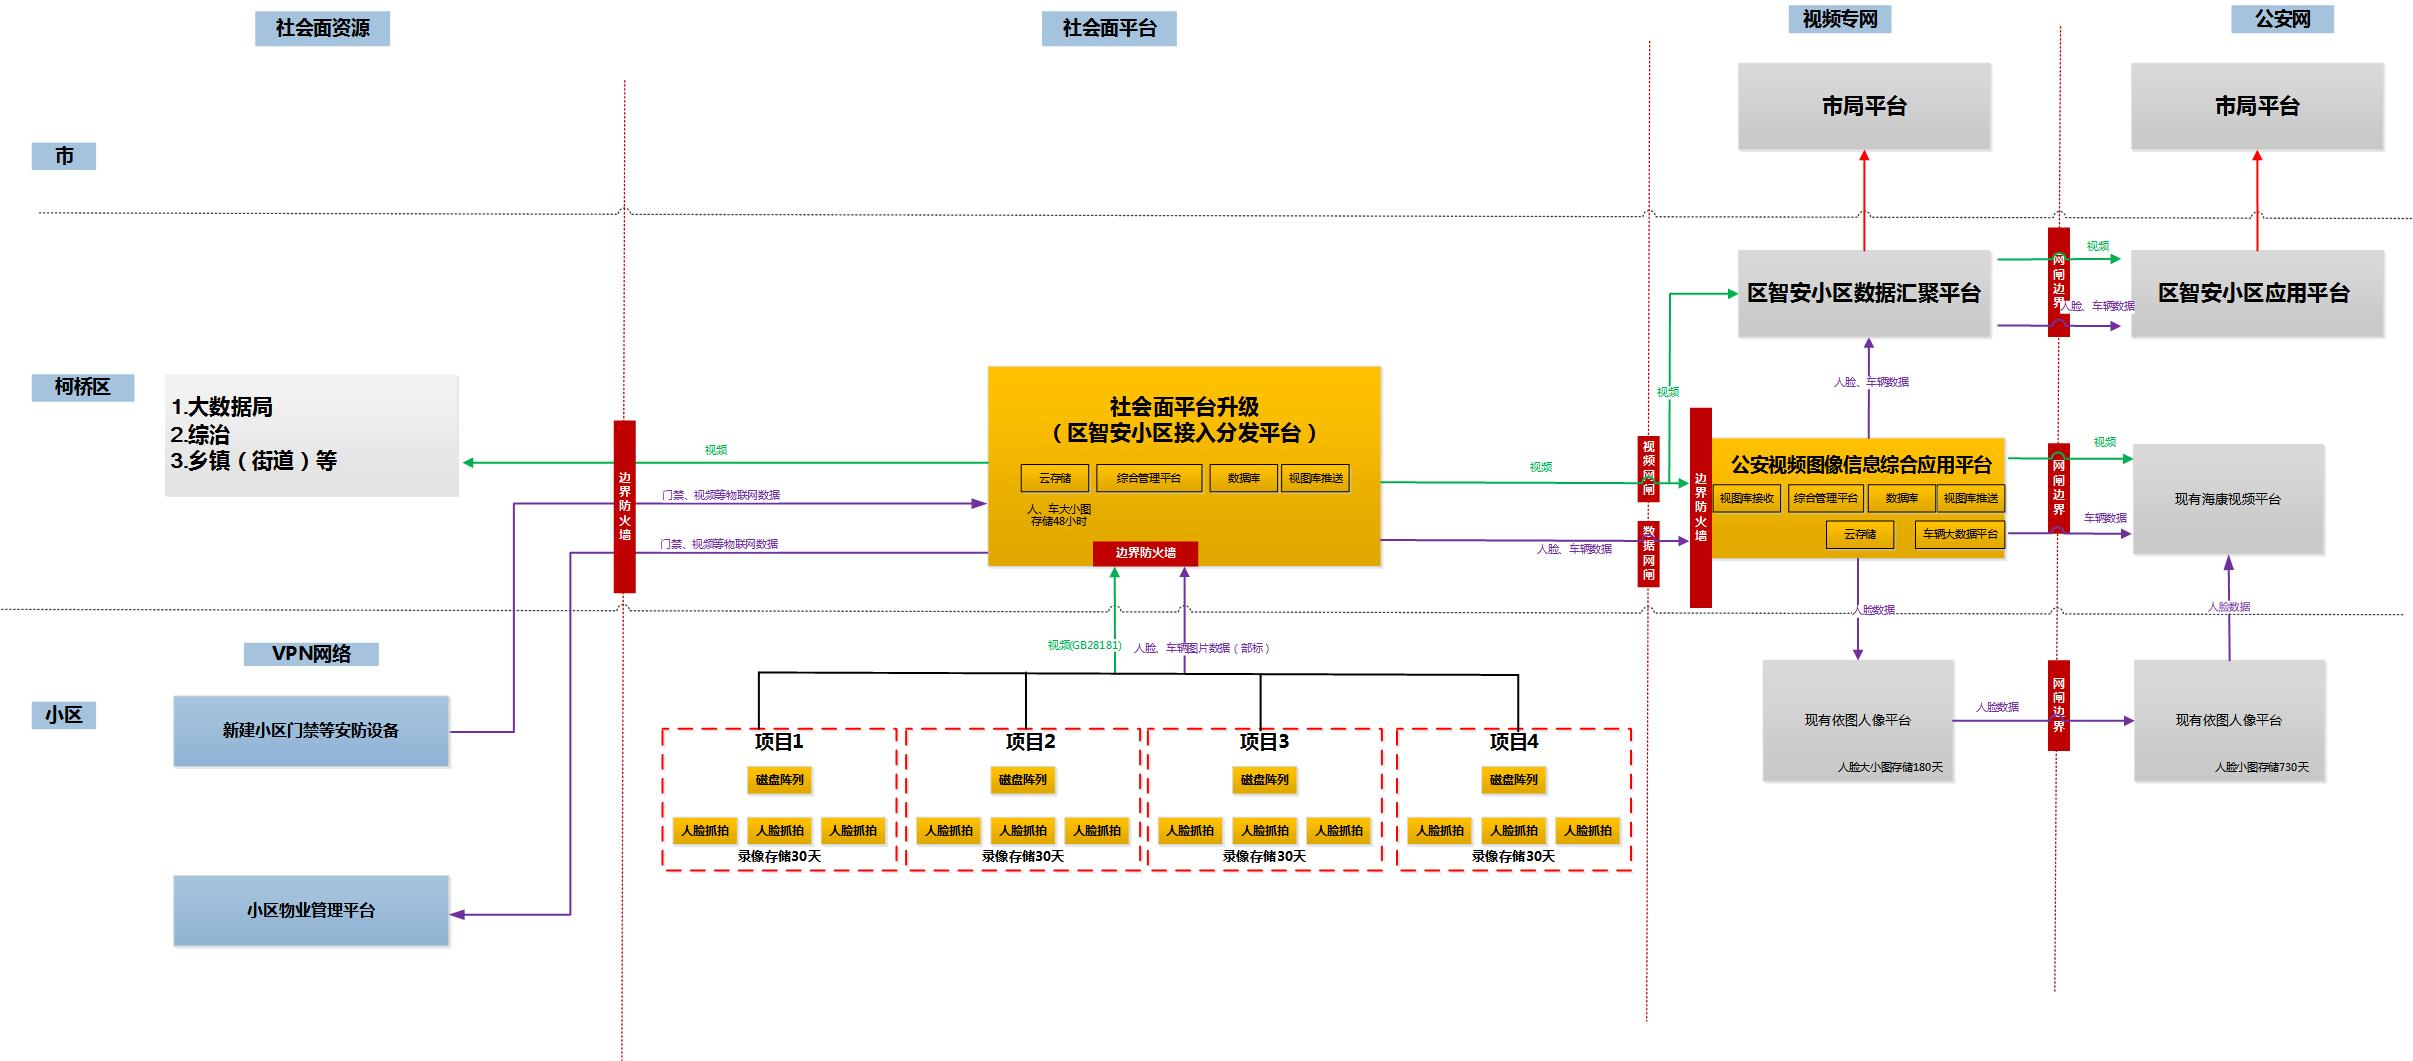 社会面资源
社会面平台
视频专网
公安网
市
市局平台
市局平台
柯桥区
1.大数据局
2.综治
3.乡镇（街道）等
边界防火墙
视频
门禁、视频等物联网数据
门禁、视频等物联网数据
社会面平台升级
（区智安小区接入分发平台）
云存储
综合管理平台
数据库
视图库推送
人、车大小图
存储48小时
边界防火墙
视频
人脸、车辆数据
视频网闸
数据网闸
边界防火墙
视频
区智安小区数据汇聚平台
视频
网闸边界
人脸、车辆数据
区智安小区应用平台
人脸、车辆数据
公安视频图像信息综合应用平台
视图库接收
综合管理平台
数据库
视图库推送
云存储
车辆大数据平台
视频
网闸边界
车辆数据
现有海康视频平台
人脸数据
人脸数据
小区
VPN网络
新建小区门禁等安防设备
小区物业管理平台
视频(GB28181)
人脸、车辆图片数据（部标）
项目1
磁盘阵列
人脸抓拍
人脸抓拍
人脸抓拍
录像存储30天
项目2
磁盘阵列
人脸抓拍
人脸抓拍
人脸抓拍
录像存储30天
项目3
磁盘阵列
人脸抓拍
人脸抓拍
人脸抓拍
录像存储30天
项目4
磁盘阵列
人脸抓拍
人脸抓拍
人脸抓拍
录像存储30天
现有依图人像平台
人脸大小图存储180天
人脸数据
网闸边界
现有依图人像平台
人脸小图存储730天